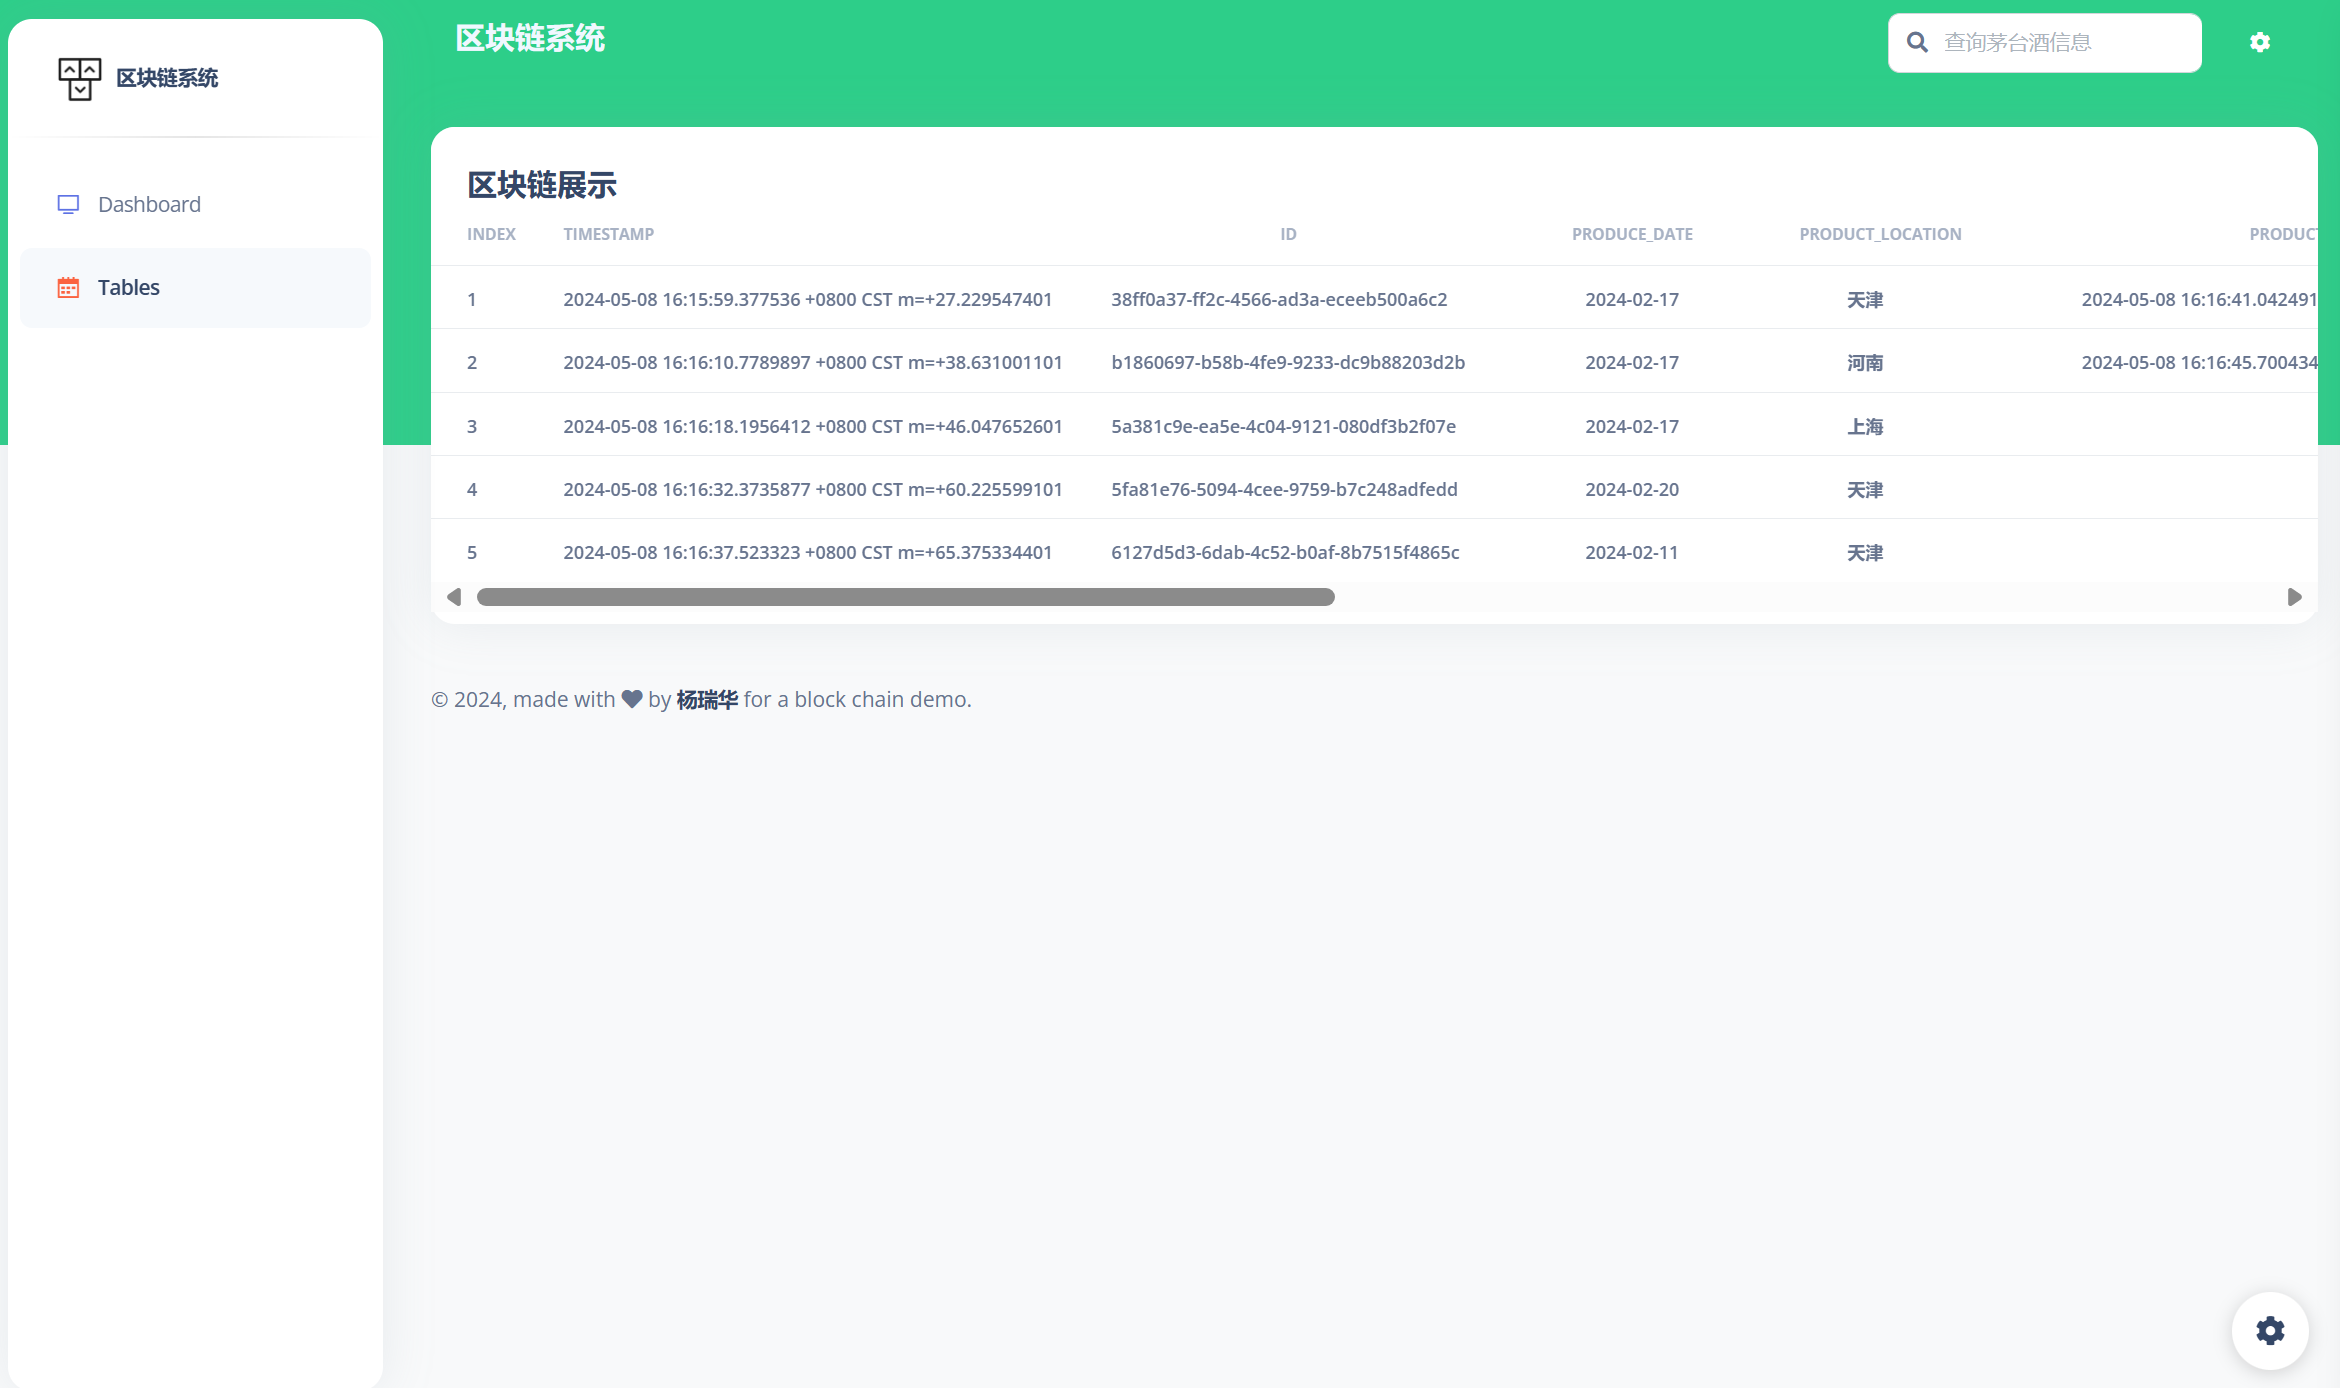 区块链系统
Dashboard
Tables
区块链系统
查询茅台酒信息
区块链展示
INDEX TIMESTAMP ID PRODUCE_DATE PRODUCT_LOCATION PRODUCT
1 2024-05-08 16:15:59.377536 +0800 CST m=+27.229547401 38ff0a37-ff2c-4566-ad3a-eceeb500a6c2 2024-02-17 天津 2024-05-08 16:16:41.042491
2 2024-05-08 16:16:10.7789897 +0800 CST m=+38.631001101 b1860697-b58b-4fe9-9233-dc9b88203d2b 2024-02-17 河南 2024-05-08 16:16:45.700434
3 2024-05-08 16:16:18.1956412 +0800 CST m=+46.047652601 5a381c9e-ea5e-4c04-9121-080df3b2f07e 2024-02-17 上海
4 2024-05-08 16:16:32.3735877 +0800 CST m=+60.225599101 5fa81e76-5094-4cee-9759-b7c248adfedd 2024-02-20 天津
5 2024-05-08 16:16:37.523323 +0800 CST m=+65.375334401 6127d5d3-6dab-4c52-b0af-8b7515f4865c 2024-02-11 天津
© 2024, made with by 杨瑞华 for a block chain demo.